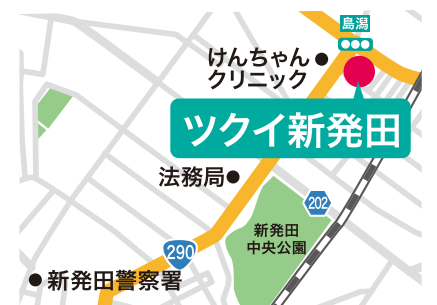 島潟
けんちゃん
クリニック
ツクイ新発田
法務局
202
新発田
中央公園
290
新発田警察署